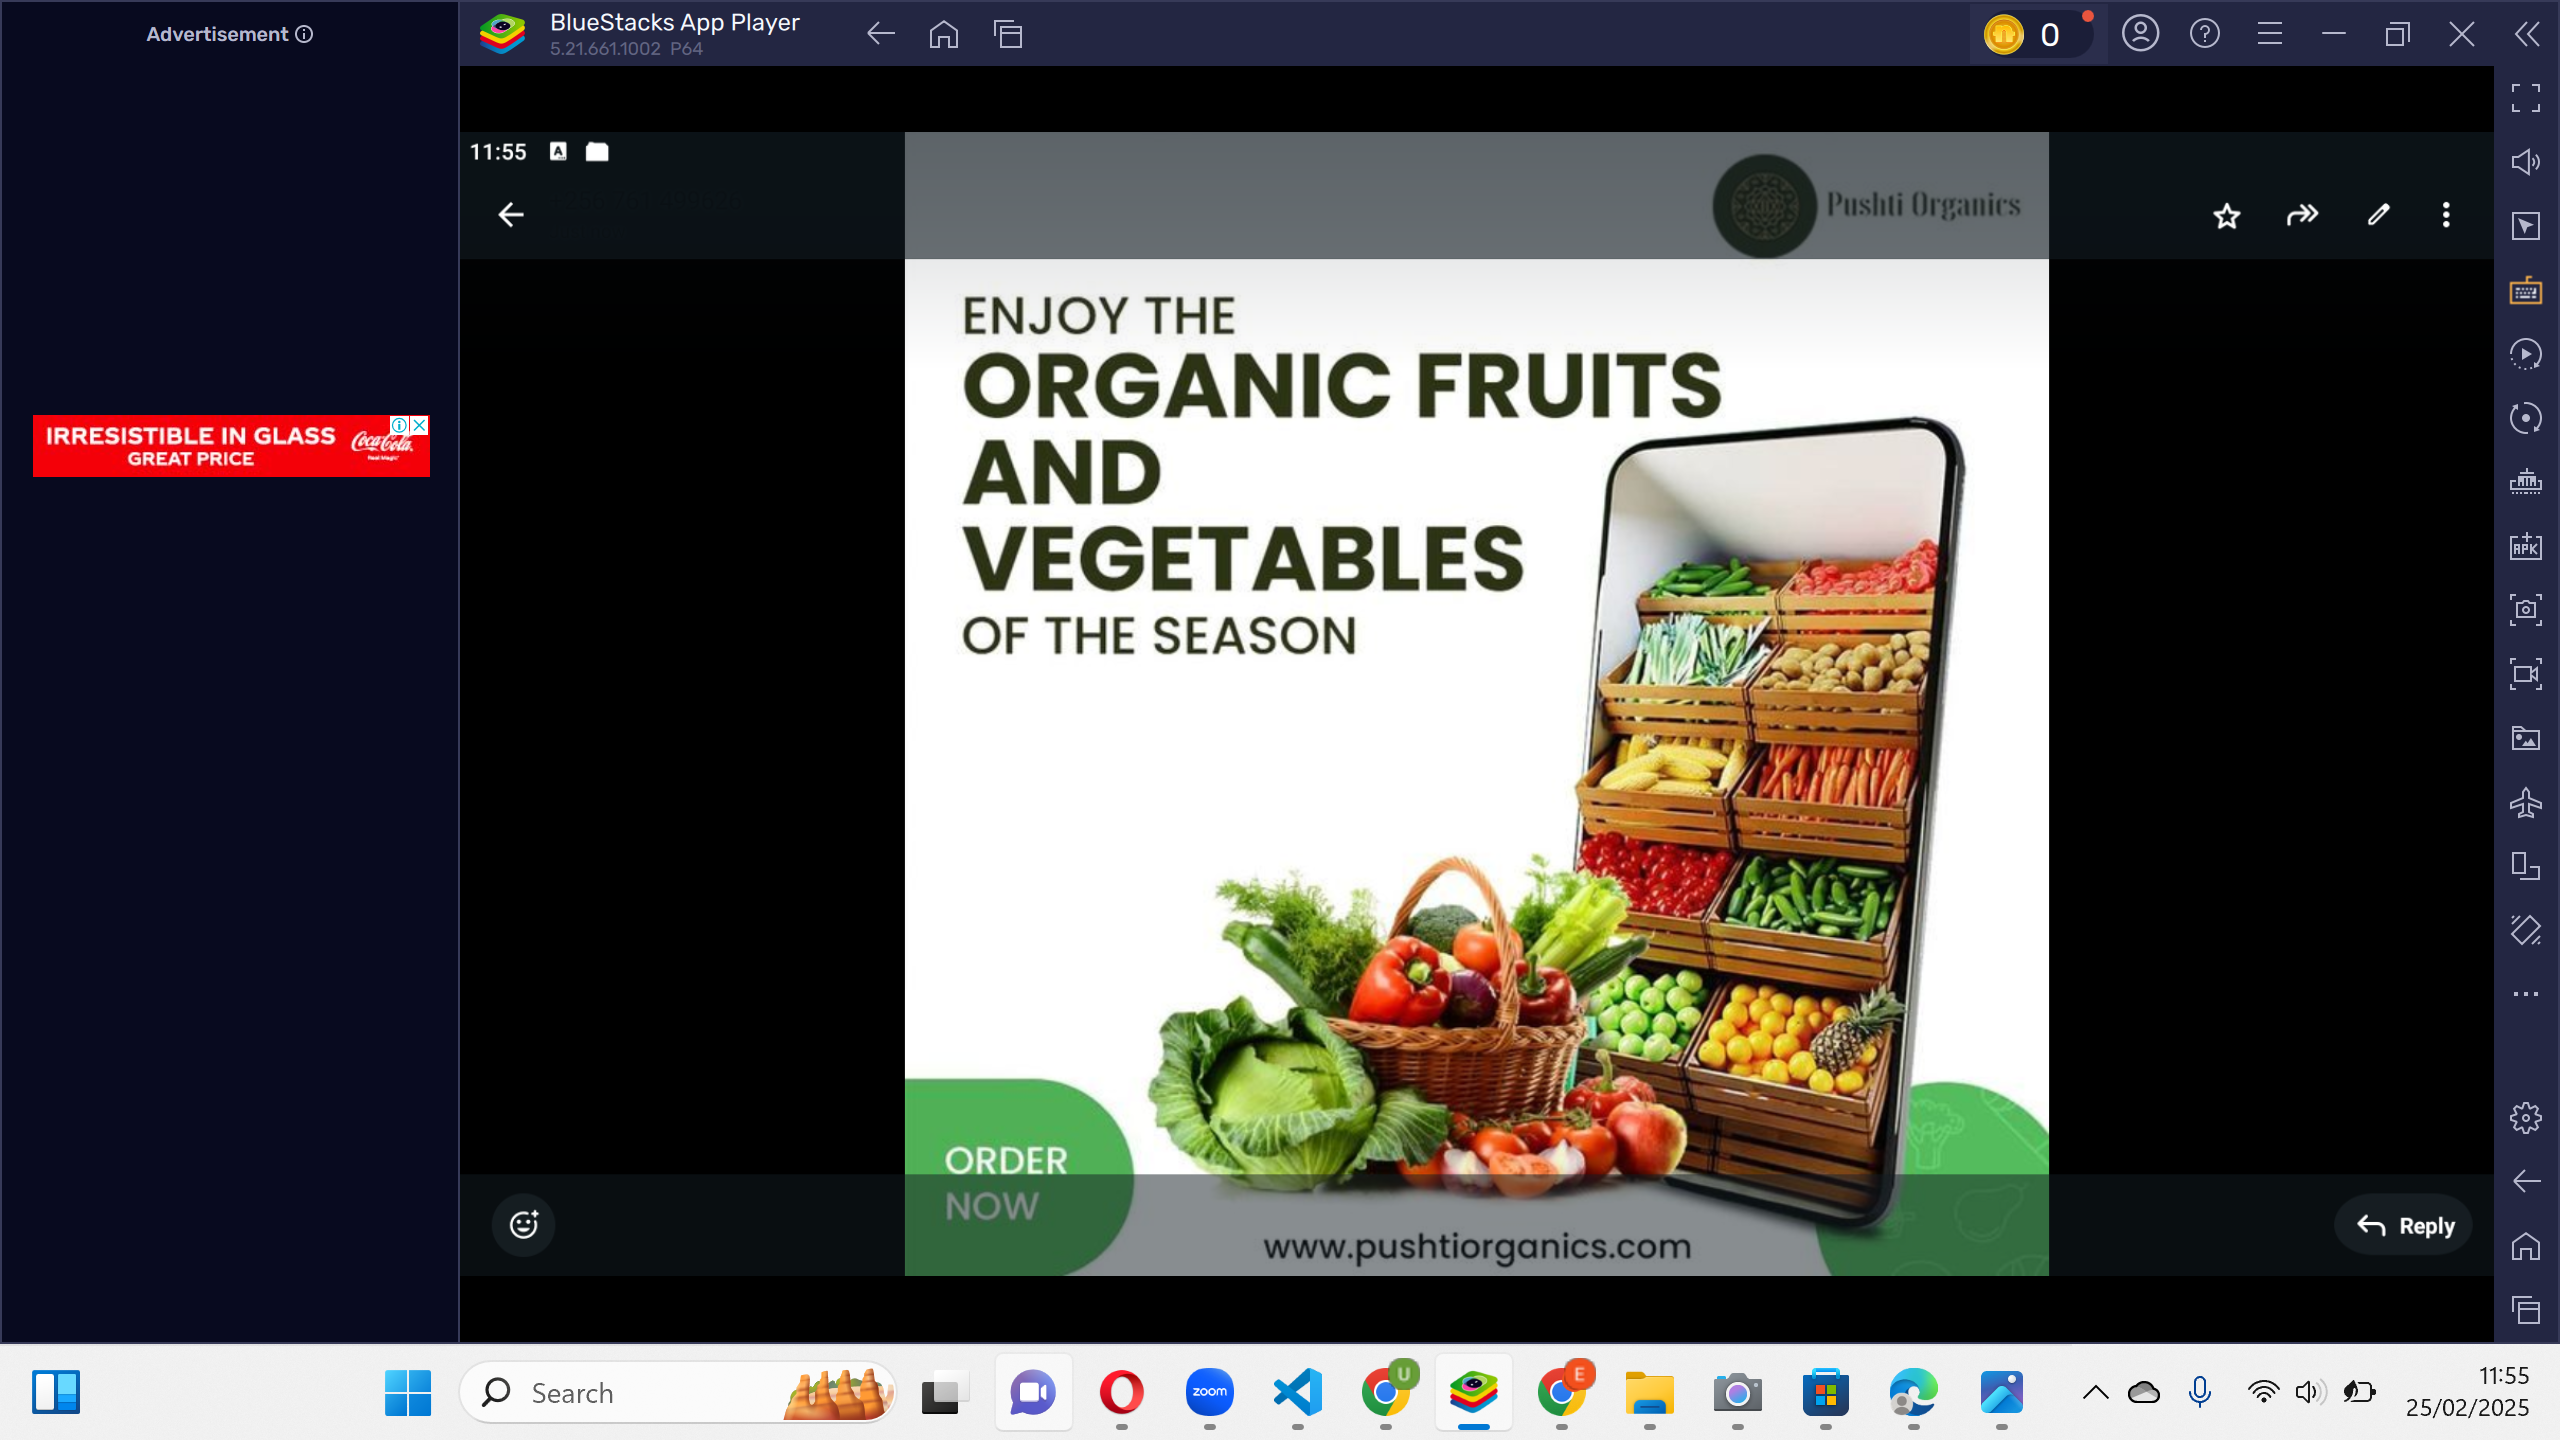 Advertisement
BlueStacks App Player
5.21.661.1002 P64
0
11:55
Pushti Organics
IRRESISTIBLE IN GLASS
GREAT PRICE
Coca-Cola
Real Magic
ENJOY THE
ORGANIC FRUITS
AND
VEGETABLES
OF THE SEASON
APK
ORDER
NOW
www.pushtiorganics.com
Reply
Search
zoom
U
E
11:55
25/02/2025